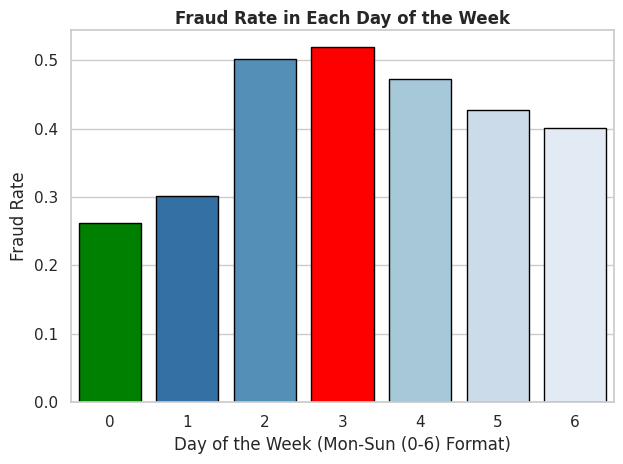 Fraud Rate in Each Day of the Week
0.5
0.4
0.3
0.2
0.1
0.0
Fraud Rate
0 1 2 3 4 5 6
Day of the Week (Mon-Sun (0-6) Format)